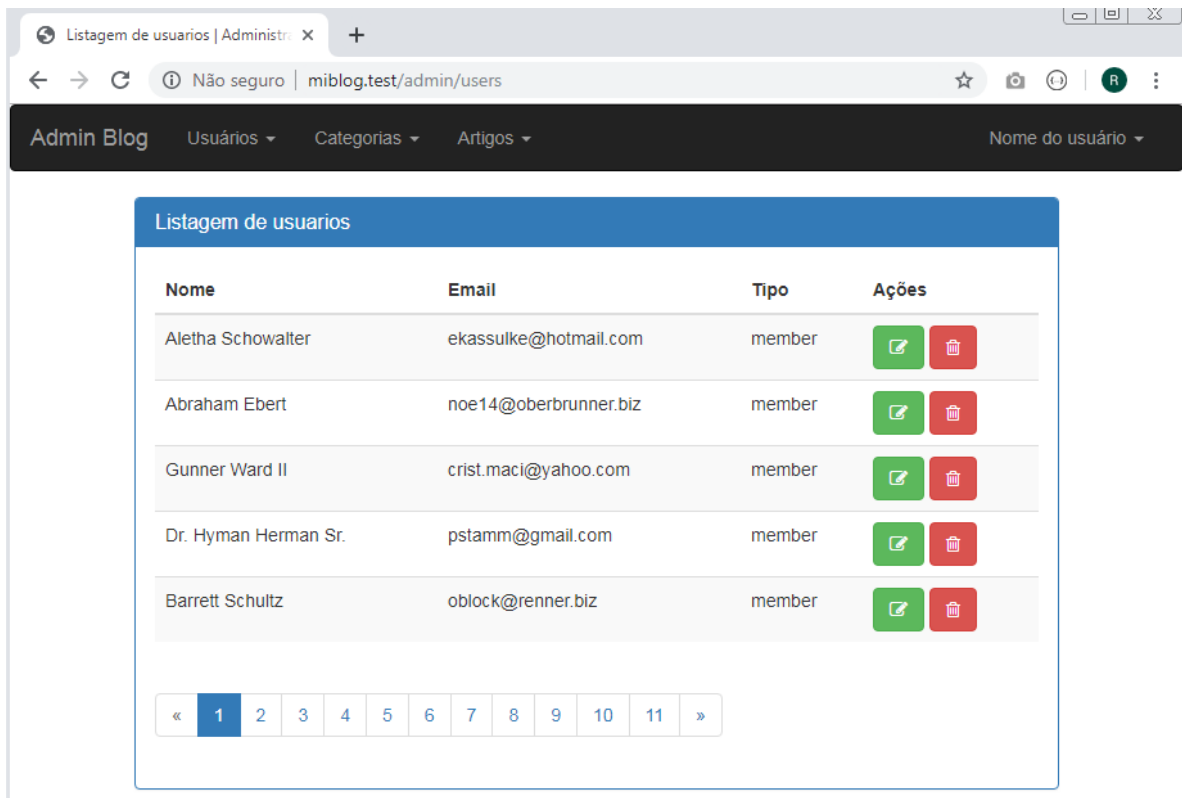 Listagem de usuarios | Administra
Não seguro | miblog.test/admin/users
R
Admin Blog Usuários Categorias Artigos Nome do usuário
Listagem de usuarios
Nome Email Tipo Ações
Aletha Schowalter ekassulke@hotmail.com member
Abraham Ebert noe14@oberbrunner.biz member
Gunner Ward II crist.maci@yahoo.com member
Dr. Hyman Herman Sr. pstamm@gmail.com member
Barrett Schultz oblock@renner.biz member
« 1 2 3 4 5 6 7 8 9 10 11 »